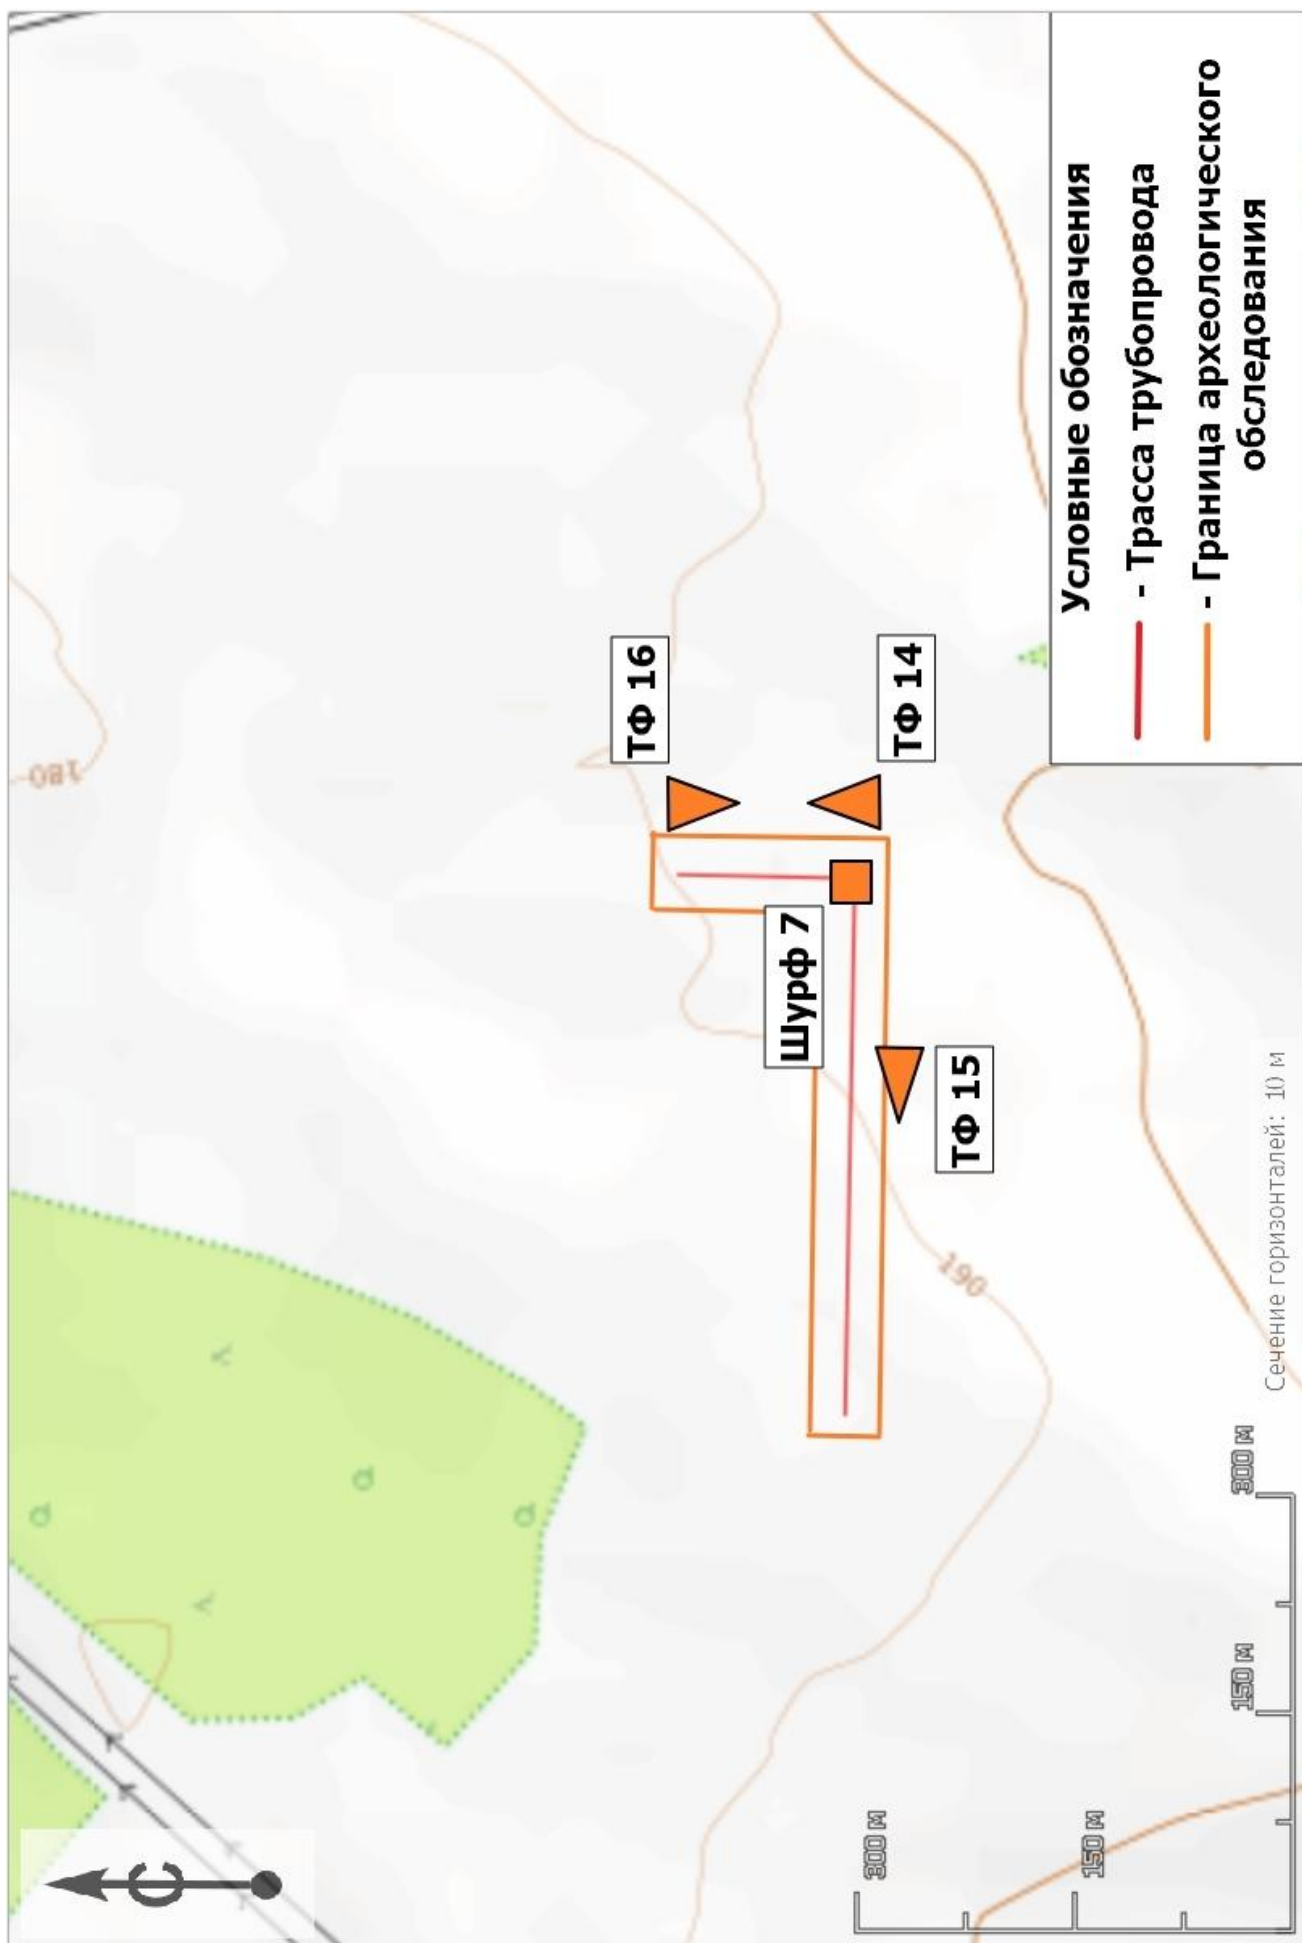 С
180
ТФ 16
ТФ 14
Шурф 7
ТФ 15
190
Условные обозначения
- Трасса трубопровода
- Граница археологического
обследования
Сечение горизонталей: 10 м
300 м
150 м
150 м
300 м